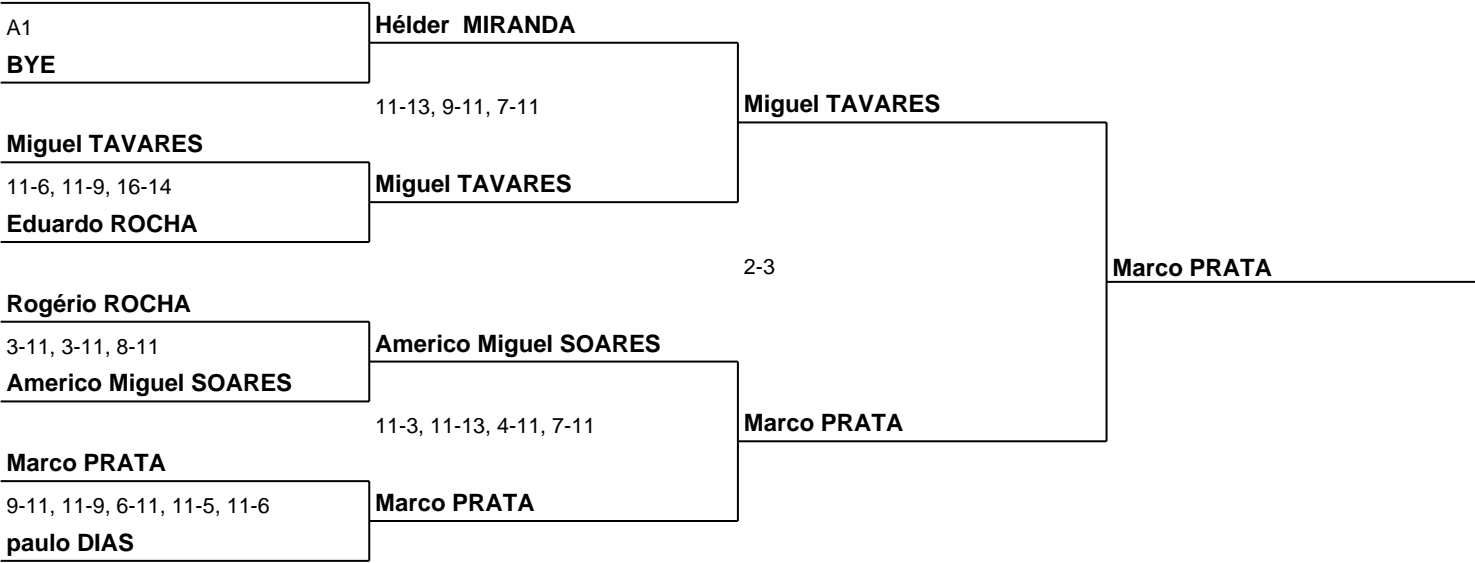 A1
BYE
Hélder  MIRANDA
11-13, 9-11, 7-11
Miguel TAVARES
Miguel TAVARES
11-6, 11-9, 16-14
Eduardo ROCHA
Miguel TAVARES
2-3
Marco PRATA
Rogério ROCHA
3-11, 3-11, 8-11
Americo Miguel SOARES
Americo Miguel SOARES
11-3, 11-13, 4-11, 7-11
Marco PRATA
Marco PRATA
9-11, 11-9, 6-11, 11-5, 11-6
paulo DIAS
Marco PRATA